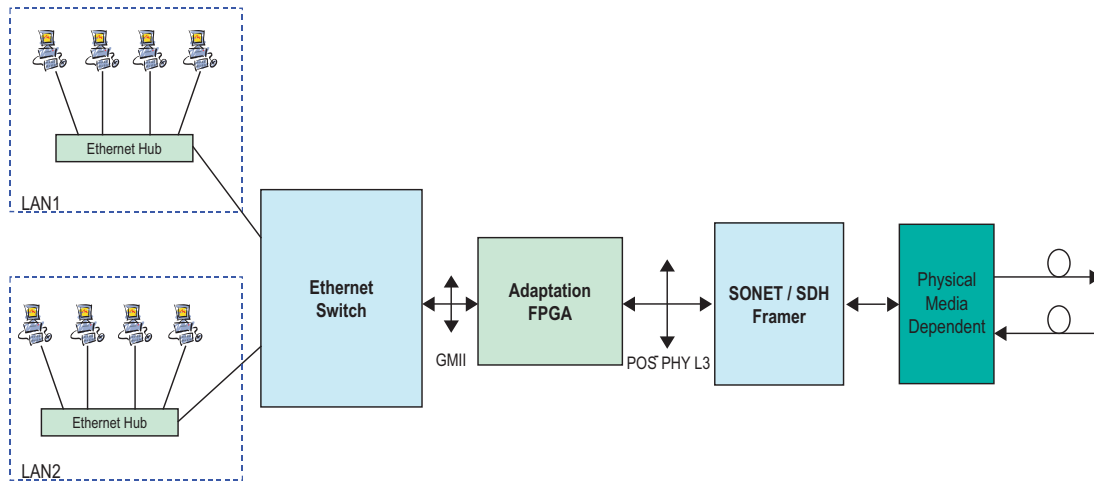 Ethernet Hub
LAN1
Ethernet Hub
LAN2
Ethernet
Switch
GMII
Adaptation
FPGA
POS-PHY L3
SONET / SDH
Framer
Physical
Media
Dependent